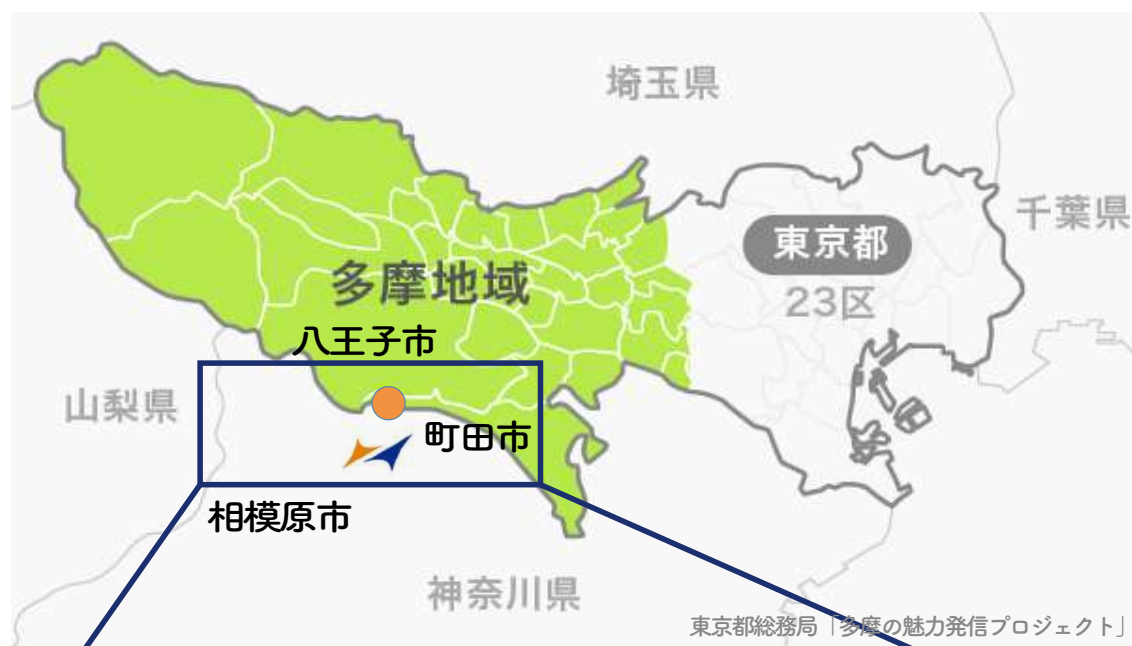 埼玉県
千葉県
東京都
23区
多摩地域
八王子市
山梨県
町田市
相模原市
神奈川県
東京都総務局「多摩の魅力発信プロジェクト」